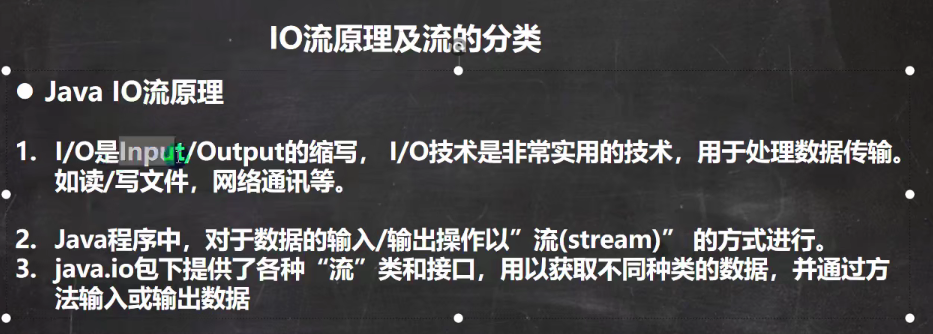 IO流原理及流的分类
● Java IO流原理
1. I/O是Input/Output的缩写， I/O技术是非常实用的技术，用于处理数据传输。
如读/写文件，网络通讯等。
2. Java程序中，对于数据的输入/输出操作以”流(stream)” 的方式进行。
3. java.io包下提供了各种“流”类和接口，用以获取不同种类的数据，并通过方
法输入或输出数据